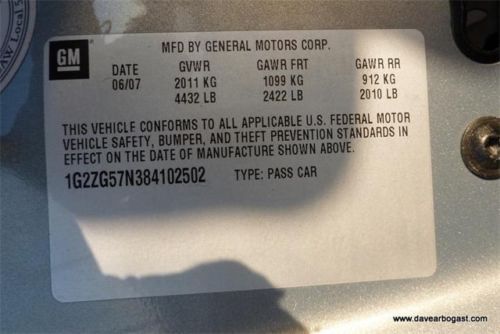 GM
MFD BY GENERAL MOTORS CORP.
DATE GVWR GAWR FRT GAWR RR
06/07 2011 KG 1099 KG 912 KG
4432 LB 2422 LB 2010 LB
THIS VEHICLE CONFORMS TO ALL APPLICABLE U.S. FEDERAL MOTOR
VEHICLE SAFETY, BUMPER, AND THEFT PREVENTION STANDARDS IN
EFFECT ON THE DATE OF MANUFACTURE SHOWN ABOVE.
1G2ZG57N384102502 TYPE: PASS CAR
www.davearbogast.com